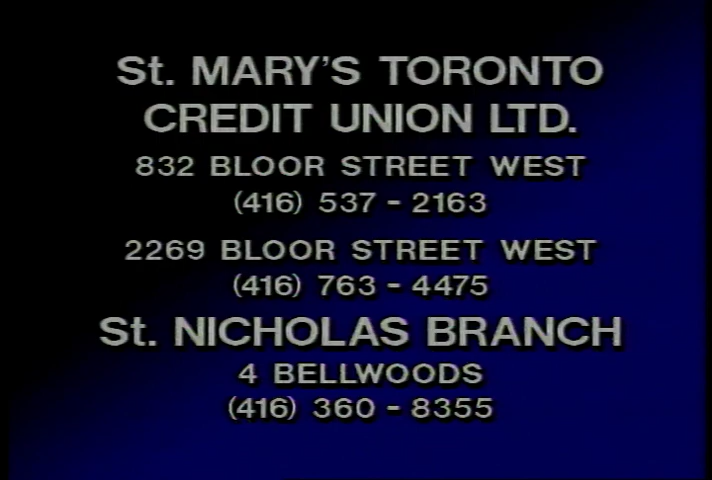 St. MARY'S TORONTO
CREDIT UNION LTD.
832 BLOOR STREET WEST
(416) 537 - 2163
2269 BLOOR STREET WEST
(416) 763 - 4475
St. NICHOLAS BRANCH
4 BELLWOODS
(416) 360 - 8355